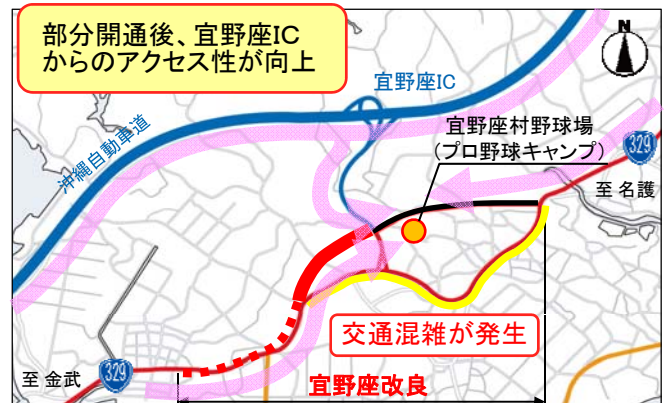 部分開通後、宜野座IC
からのアクセス性が向上
N
宜野座IC
沖縄自動車道
宜野座村野球場
(プロ野球キャンプ)
329
至 名護
交通混雑が発生
至 金武
329
宜野座改良